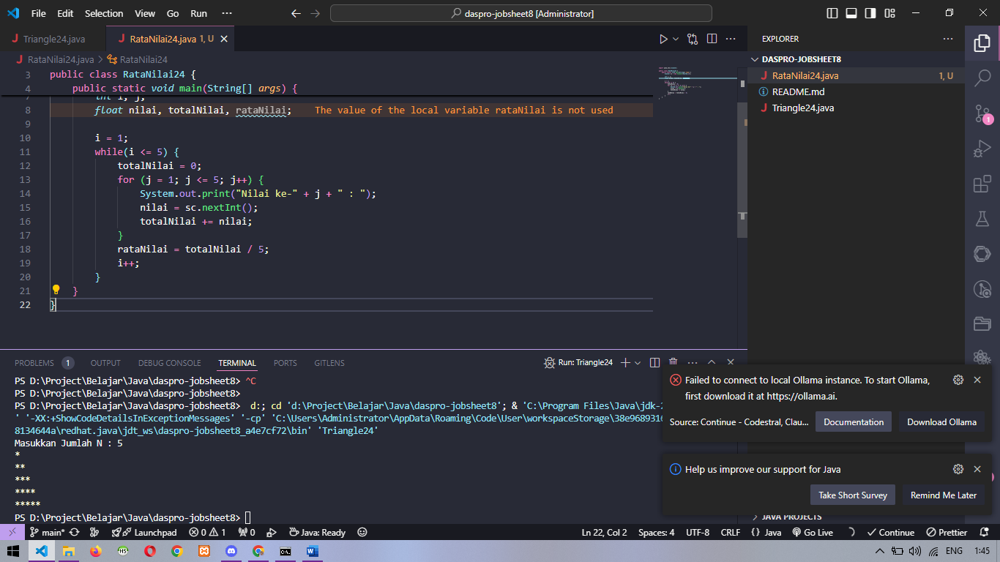 File Edit Selection View Go Run ··· daspro-jobsheet8 [Administrator]
Triangle24.java RataNilai24.java 1, U
RataNilai24.java > RataNilai24
3 public class RataNilai24 {
4 public static void main(String[] args) {
7 int i, j;
8 float nilai, totalNilai, rataNilai; The value of the local variable rataNilai is not used
9
10 i = 1;
11 while(i <= 5) {
12 totalNilai = 0;
13 for (j = 1; j <= 5; j++) {
14 System.out.print("Nilai ke-" + j + " : ");
15 nilai = sc.nextInt();
16 totalNilai += nilai;
17 }
18 rataNilai = totalNilai / 5;
19 i++;
20 }
21 }
22 }
EXPLORER
DASPRO-JOBSHEET8
RataNilai24.java 1, U
README.md
Triangle24.java
1
PROBLEMS 1 OUTPUT DEBUG CONSOLE TERMINAL PORTS GITLENS Run: Triangle24
PS D:\Project\Belajar\Java\daspro-jobsheet8> ^C
PS D:\Project\Belajar\Java\daspro-jobsheet8>
PS D:\Project\Belajar\Java\daspro-jobsheet8> d:; cd 'd:\Project\Belajar\Java\daspro-jobsheet8'; & 'C:\Program Files\Java\jdk-2
' '-XX:+ShowCodeDetailsInExceptionMessages' '-cp' 'C:\Users\Administrator\AppData\Roaming\Code\User\workspaceStorage\38e9689316
8134644a\redhat.java\jdt_ws\daspro-jobsheet8_a4e7cf72\bin' 'Triangle24'
Masukkan Jumlah N : 5
*
**
***
****
*****
PS D:\Project\Belajar\Java\daspro-jobsheet8>
Failed to connect to local Ollama instance. To start Ollama,
first download it at https://ollama.ai.
Source: Continue - Codestral, Clau... Documentation Download Ollama
Help us improve our support for Java
Take Short Survey Remind Me Later
JAVA PROJECTS
main* Launchpad 0 1 0 Java: Ready Ln 22, Col 2 Spaces: 4 UTF-8 CRLF {} Java Go Live Continue Prettier
ENG 1:45